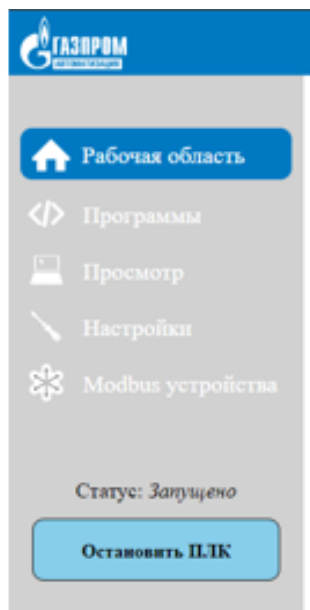 ГАЗПРОМ
АВТОМАТИЗАЦИЯ
Рабочая область
Программы
Просмотр
Настройки
Modbus устройства
Статус: Запущено
Остановить ПЛК